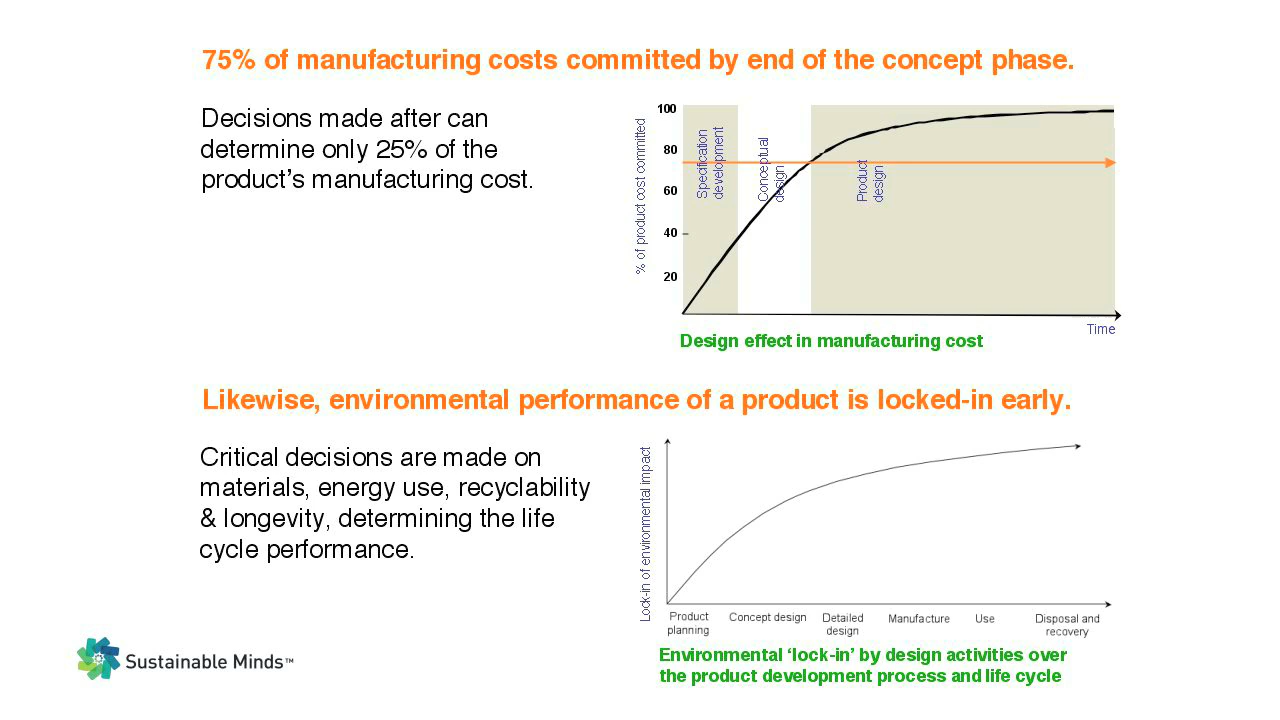 75% of manufacturing costs committed by end of the concept phase.
Decisions made after can
determine only 25% of the
product's manufacturing cost.
% of product cost committed
100
80
60
40
20
Specification
development
Conceptual
design
Product
design
Time
Design effect in manufacturing cost
Likewise, environmental performance of a product is locked-in early.
Critical decisions are made on
materials, energy use, recyclability
& longevity, determining the life
cycle performance.
Lock-in of environmental impact
Product
planning
Concept design
Detailed
design
Manufacture
Use
Disposal and
recovery
Environmental ‘lock-in’ by design activities over
the product development process and life cycle
Sustainable Minds™